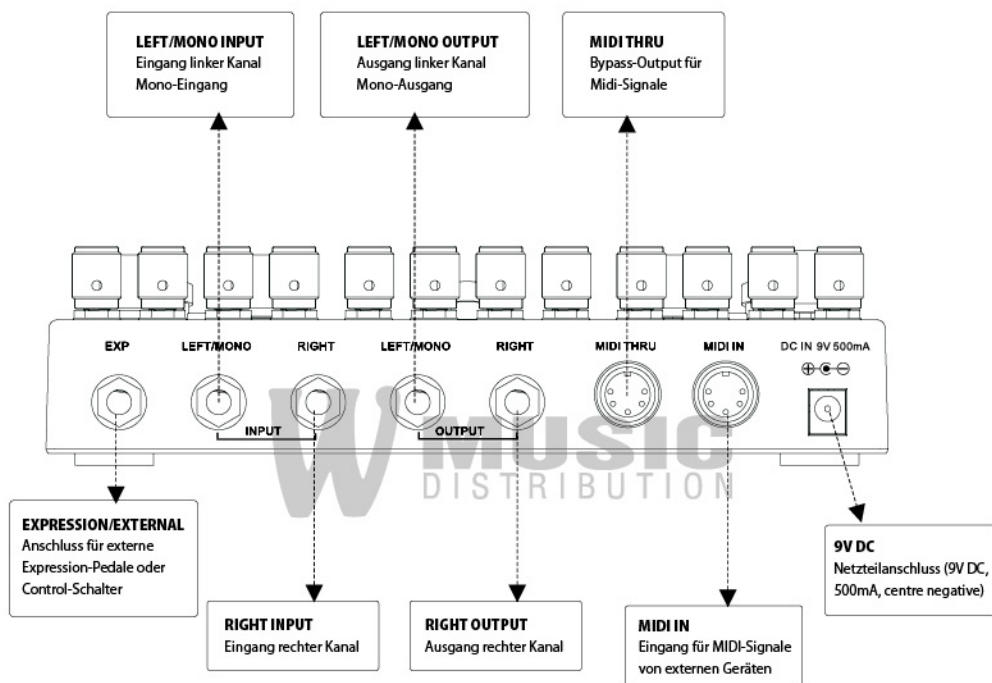 LEFT/MONO INPUT
Eingang linker Kanal
Mono-Eingang
LEFT/MONO OUTPUT
Ausgang linker Kanal
Mono-Ausgang
MIDI THRU
Bypass-Output für
Midi-Signale
EXP LEFT/MONO RIGHT LEFT/MONO RIGHT MIDI THRU MIDI IN DC IN 9V 500mA
INPUT OUTPUT
W MUSIC
DISTRIBUTION
EXPRESSION/EXTERNAL
Anschluss für externe
Expression-Pedale oder
Control-Schalter
RIGHT INPUT
Eingang rechter Kanal
RIGHT OUTPUT
Ausgang rechter Kanal
MIDI IN
Eingang für MIDI-Signale
von externen Geräten
9V DC
Netzteilanschluss (9V DC,
500mA, centre negative)